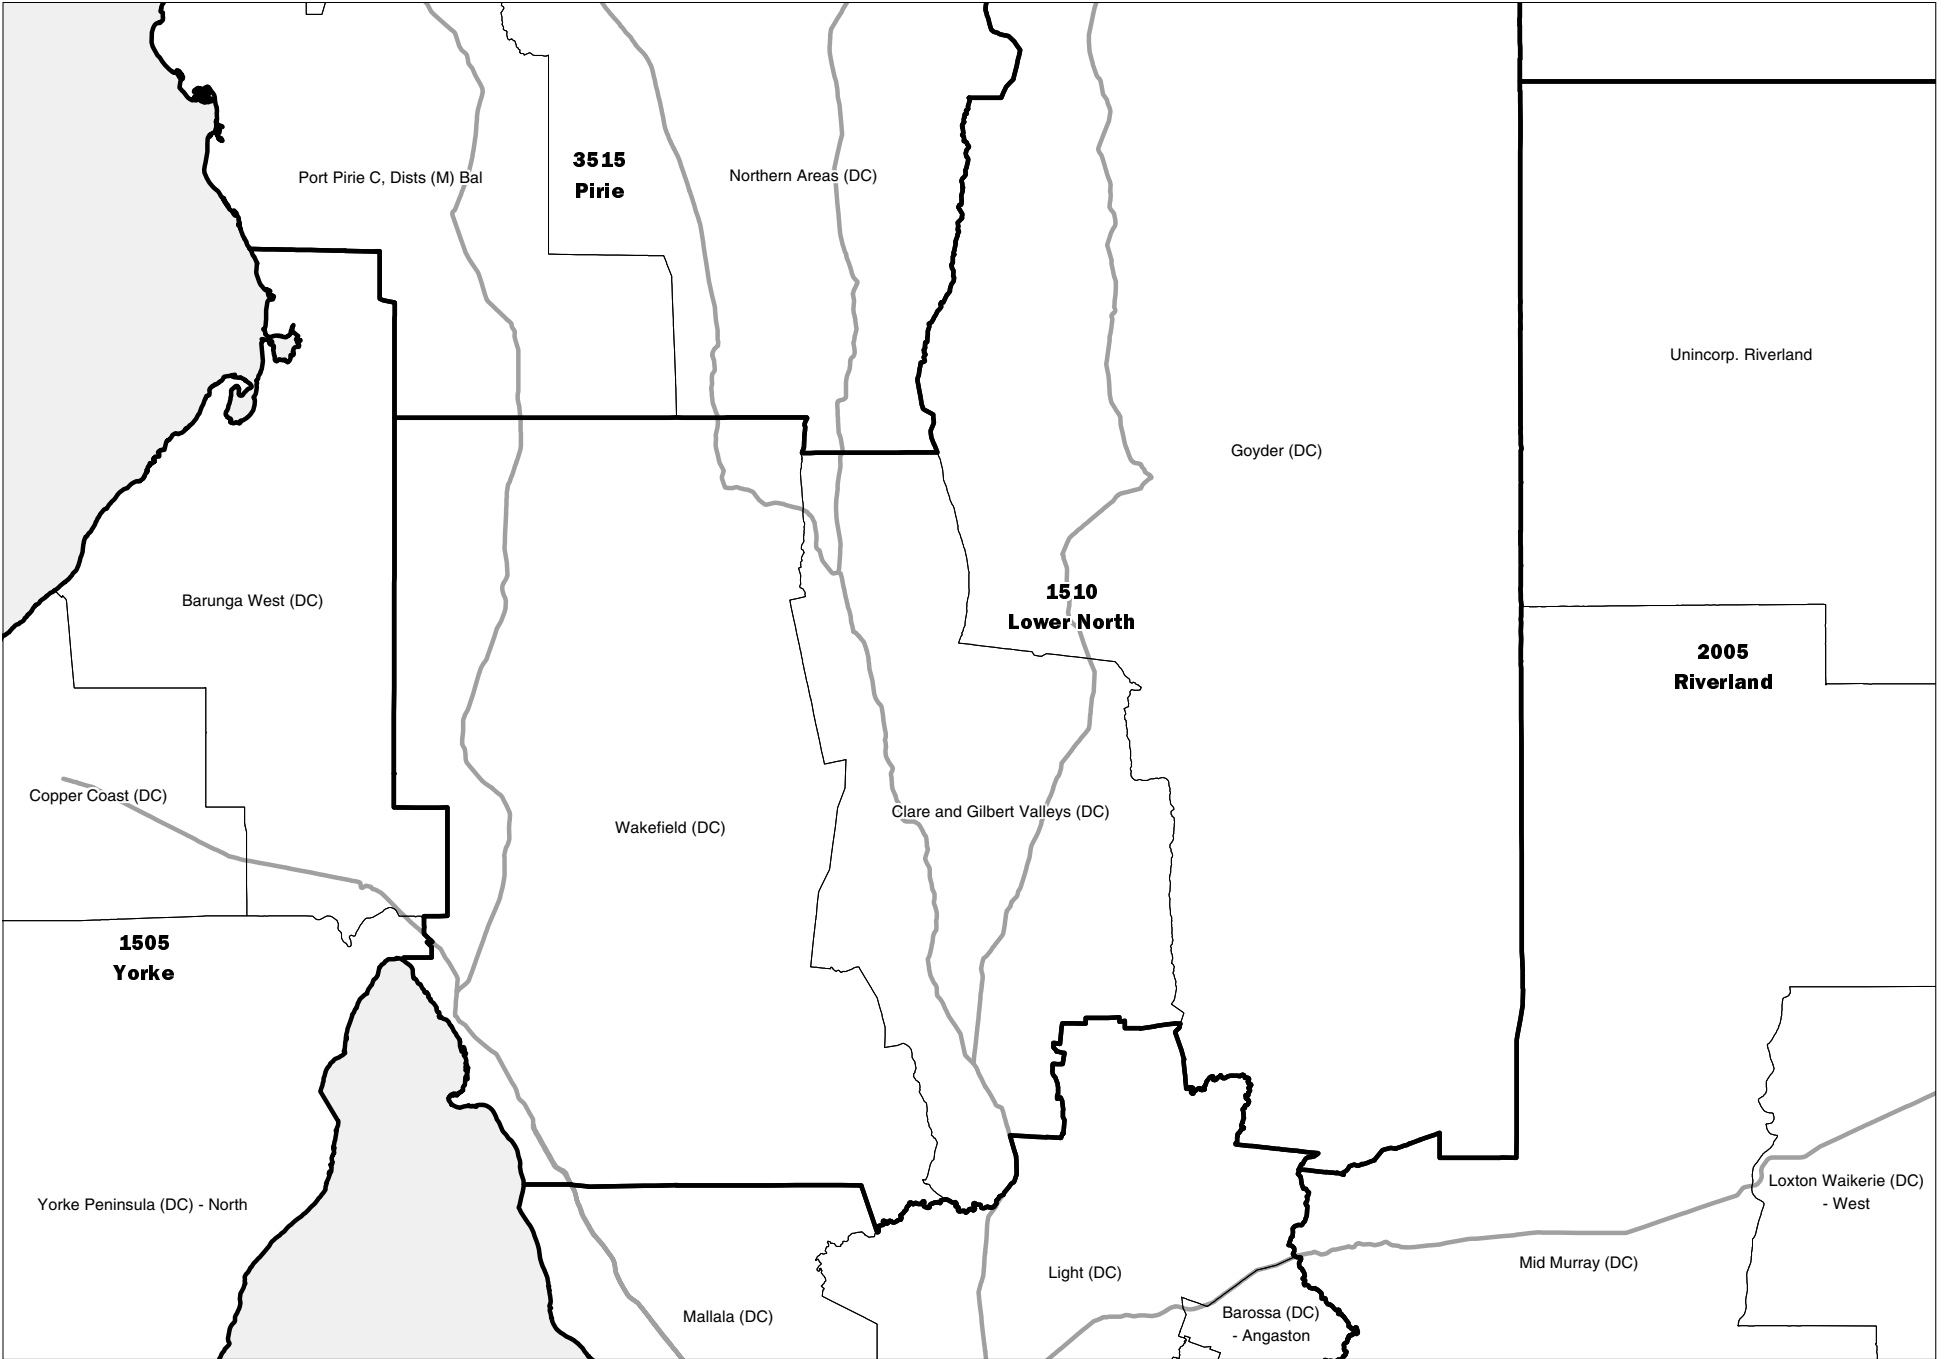 3515
Pirie
Port Pirie C, Dists (M) Bal
Northern Areas (DC)
Unincorp. Riverland
Goyder (DC)
Barunga West (DC)
1510
Lower North
2005
Riverland
Copper Coast (DC)
Wakefield (DC)
Clare and Gilbert Valleys (DC)
1505
Yorke
Yorke Peninsula (DC) - North
Loxton Waikerie (DC)
- West
Mid Murray (DC)
Light (DC)
Mallala (DC)
Barossa (DC)
- Angaston